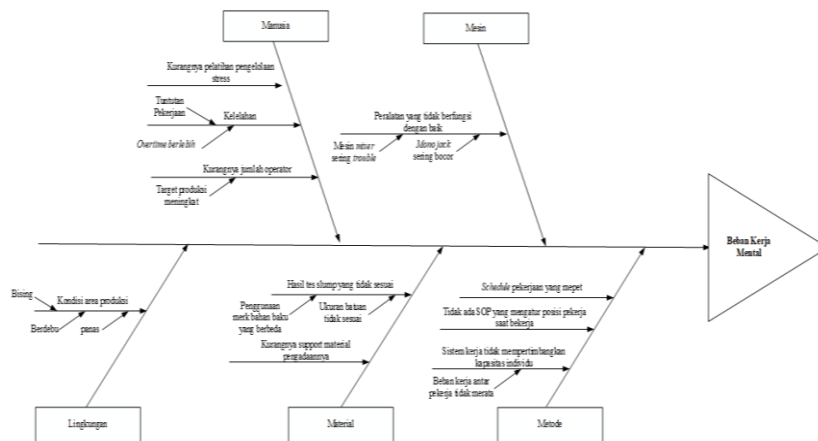 Manusia
Mesin
Kurangnya pelatihan pengelolaan
stress
Tuntutan
Pekerjaan
Kelelahan
Overtime berlebih
Kurangnya jumlah operator
Target produksi
meningkat
Peralatan yang tidak berfungsi
dengan baik
Mesin mixer
sering trouble
Mono jack
sering bocor
Beban Kerja
Mental
Bising
Kondisi area produksi
Berdebu
panas
Hasil tes slump yang tidak sesuai
Penggunaan
merk bahan baku
yang berbeda
Ukuran batuan
tidak sesuai
Kurangnya support material
pengadaannya
Schedule pekerjaan yang mepet
Tidak ada SOP yang mengatur posisi pekerja
saat bekerja
Sistem kerja tidak mempertimbangkan
kapasitas individu
Beban kerja antar
pekerja tidak merata
Lingkungan
Material
Metode